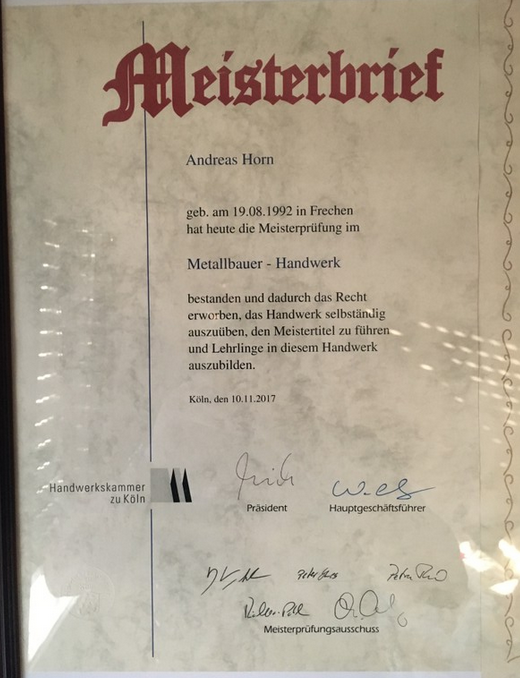 Meisterbrief
Andreas Horn
geb. am 19.08.1992 in Frechen
hat heute die Meisterprüfung im
Metallbauer - Handwerk
bestanden und dadurch das Recht
erworben, das Handwerk selbständig
auszuüben, den Meistertitel zu führen
und Lehrlinge in diesem Handwerk
auszubilden.
Köln, den 10.11.2017
Handwerkskammer
zu Köln
Präsident
Hauptgeschäftsführer
Meisterprüfungsausschuss